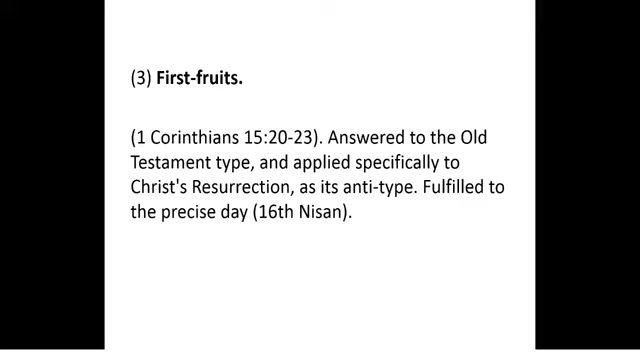 (3) First-fruits.
(1 Corinthians 15:20-23). Answered to the Old
Testament type, and applied specifically to
Christ's Resurrection, as its anti-type. Fulfilled to
the precise day (16th Nisan).